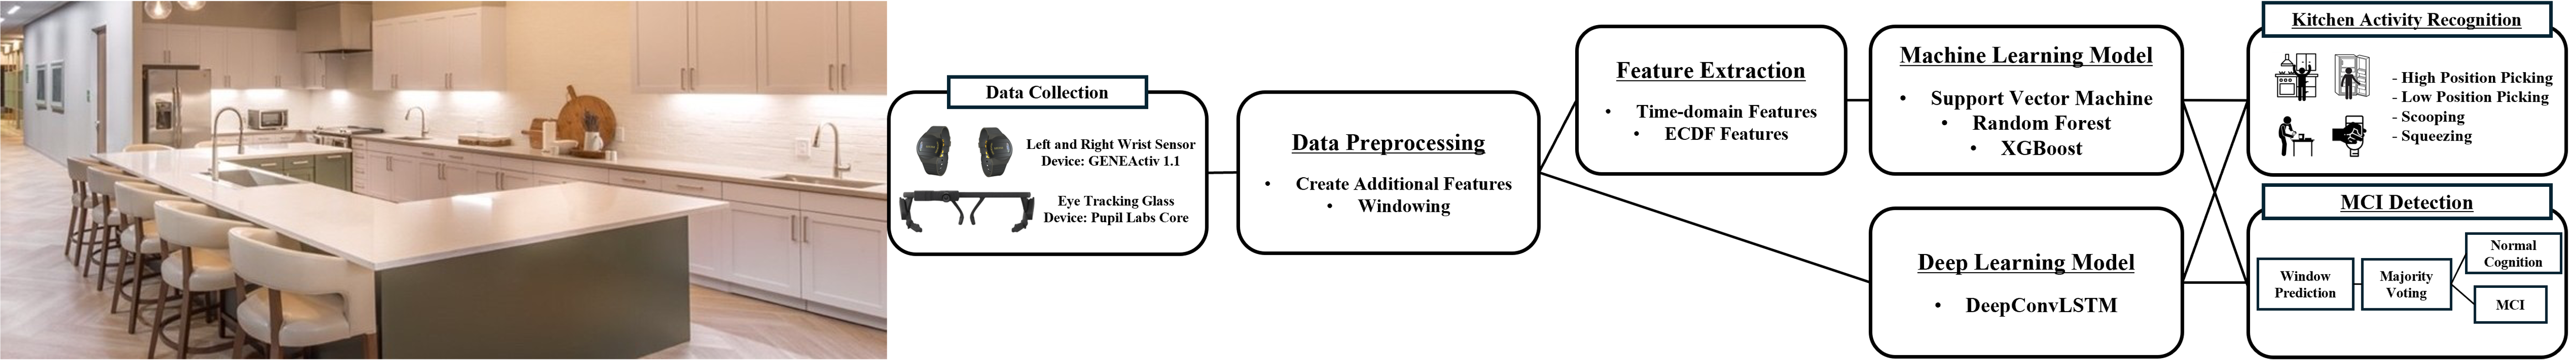 Data Collection
Left and Right Wrist Sensor
Device: GENEActiv 1.1
Eye Tracking Glass
Device: Pupil Labs Core
Data Preprocessing
• Create Additional Features
• Windowing
Feature Extraction
• Time-domain Features
• ECDF Features
Machine Learning Model
• Support Vector Machine
• Random Forest
• XGBoost
Deep Learning Model
• DeepConvLSTM
Kitchen Activity Recognition
- High Position Picking
- Low Position Picking
- Scooping
- Squeezing
MCI Detection
Window
Prediction
Majority
Voting
Normal
Cognition
MCI